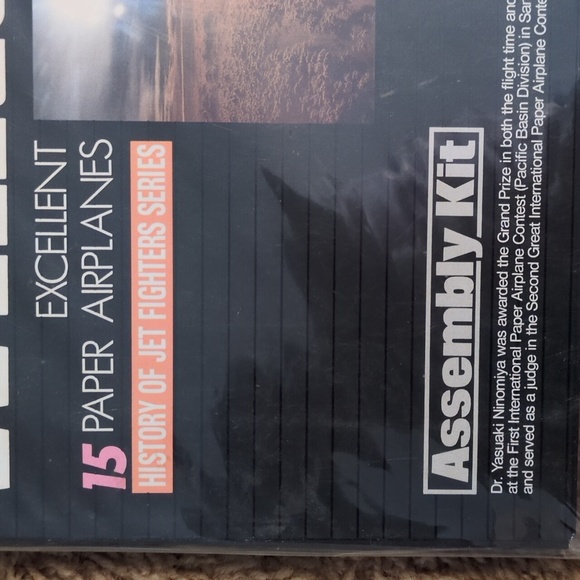 EXCELLENT
15 PAPER AIRPLANES
HISTORY OF JET FIGHTERS SERIES
Assembly Kit
Dr. Yasuaki Ninomiya was awarded the Grand Prize in both the flight time and
at the First International Paper Airplane Contest (Pacific Basin Division) in San
and served as a judge in the Second Great International Paper Airplane